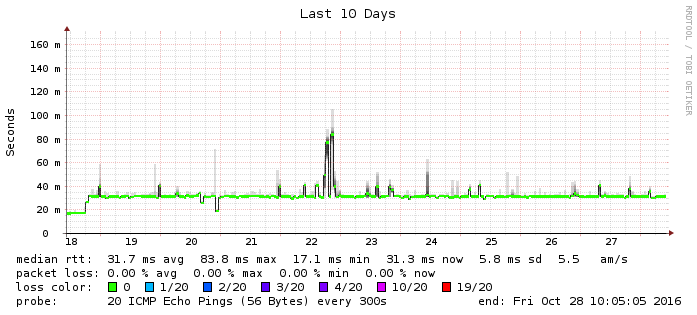 Last 10 Days
RRDTOOL / TOBI OETIKER
Seconds
160 m
140 m
120 m
100 m
80 m
60 m
40 m
20 m
0
18 19 20 21 22 23 24 25 26 27
median rtt: 31.7 ms avg 83.8 ms max 17.1 ms min 31.3 ms now 5.8 ms sd 5.5 am/s
packet loss: 0.00 % avg 0.00 % max 0.00 % min 0.00 % now
loss color: 0 1/20 2/20 3/20 4/20 10/20 19/20
probe: 20 ICMP Echo Pings (56 Bytes) every 300s end: Fri Oct 28 10:05:05 2016